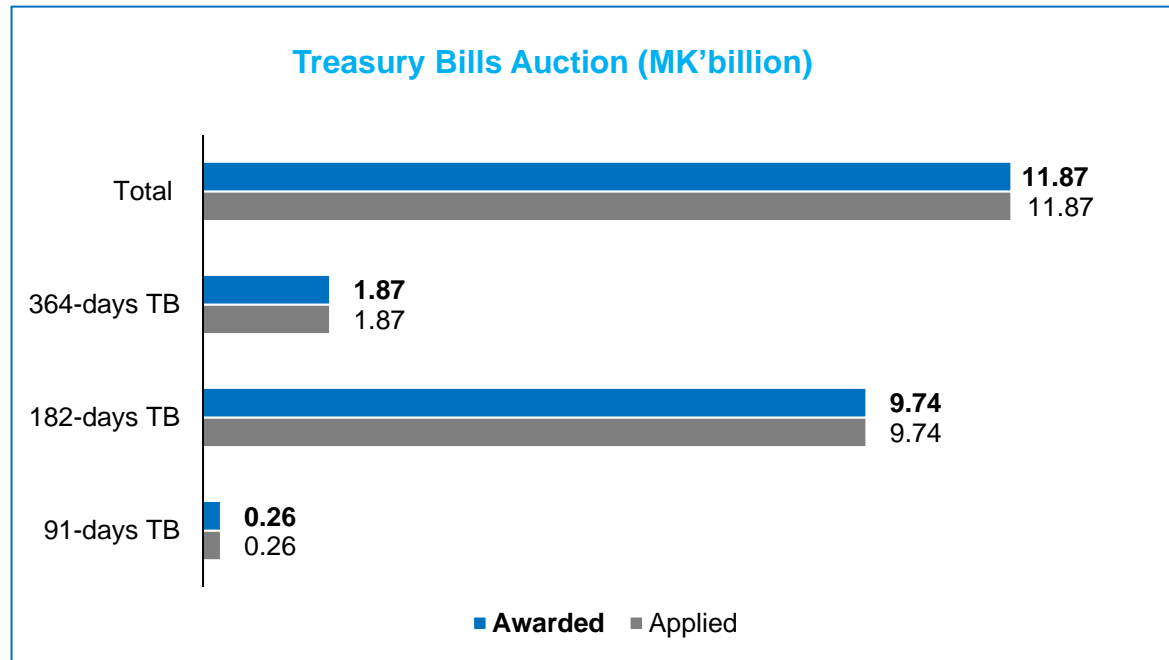 Treasury Bills Auction (MK’billion)
Total
11.87
11.87
364-days TB
1.87
1.87
182-days TB
9.74
9.74
91-days TB
0.26
0.26
Awarded Applied